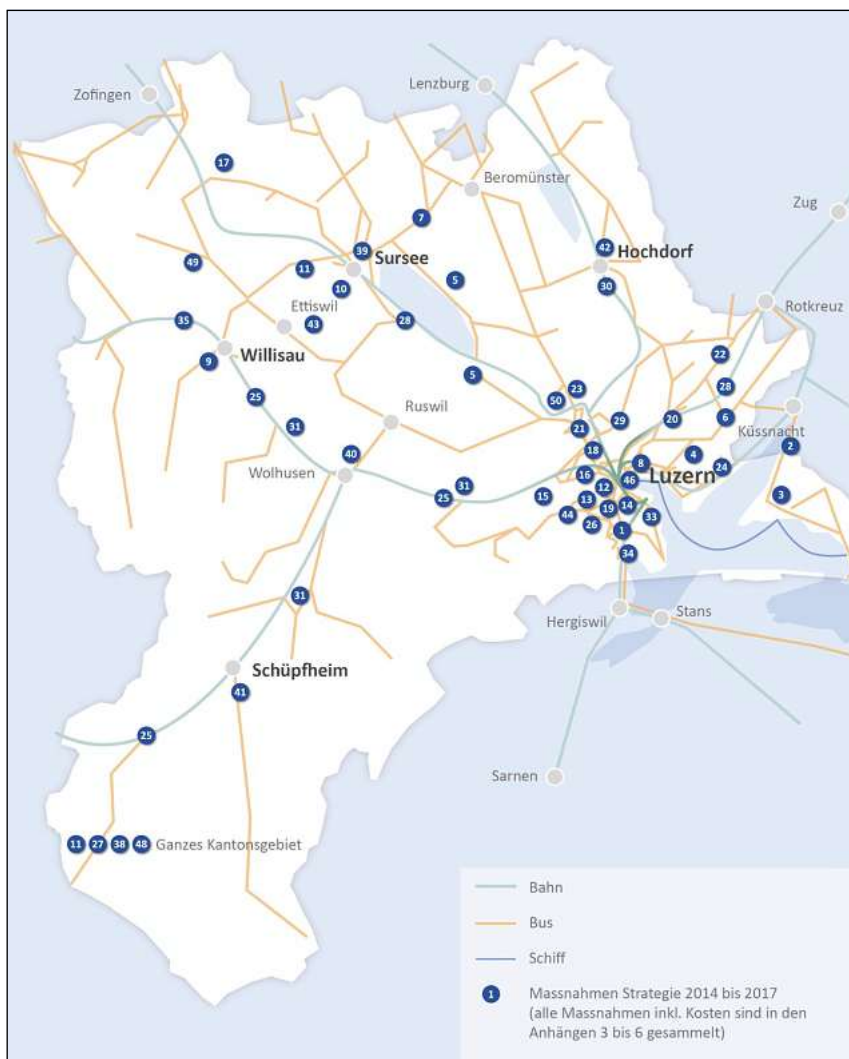 Zofingen
Lenzburg
17
Beromünster
Zug
7
42
Hochdorf
39
Sursee
49
11
5
10
30
Rotkreuz
Ettiswil
43
35
28
Willisau
9
22
5
23
28
25
50
Ruswil
21
29
20
6
Küssnacht
31
18
4
2
40
8
Wolhusen
16
46
Luzern
24
25
31
15
12
13
14
3
44
19
33
26
1
34
31
Hergiswil
Stans
Schüpfheim
41
25
Sarnen
11
27
38
48
Ganzes Kantonsgebiet
Bahn
Bus
Schiff
1
Massnahmen Strategie 2014 bis 2017
(alle Massnahmen inkl. Kosten sind in den
Anhängen 3 bis 6 gesammelt)